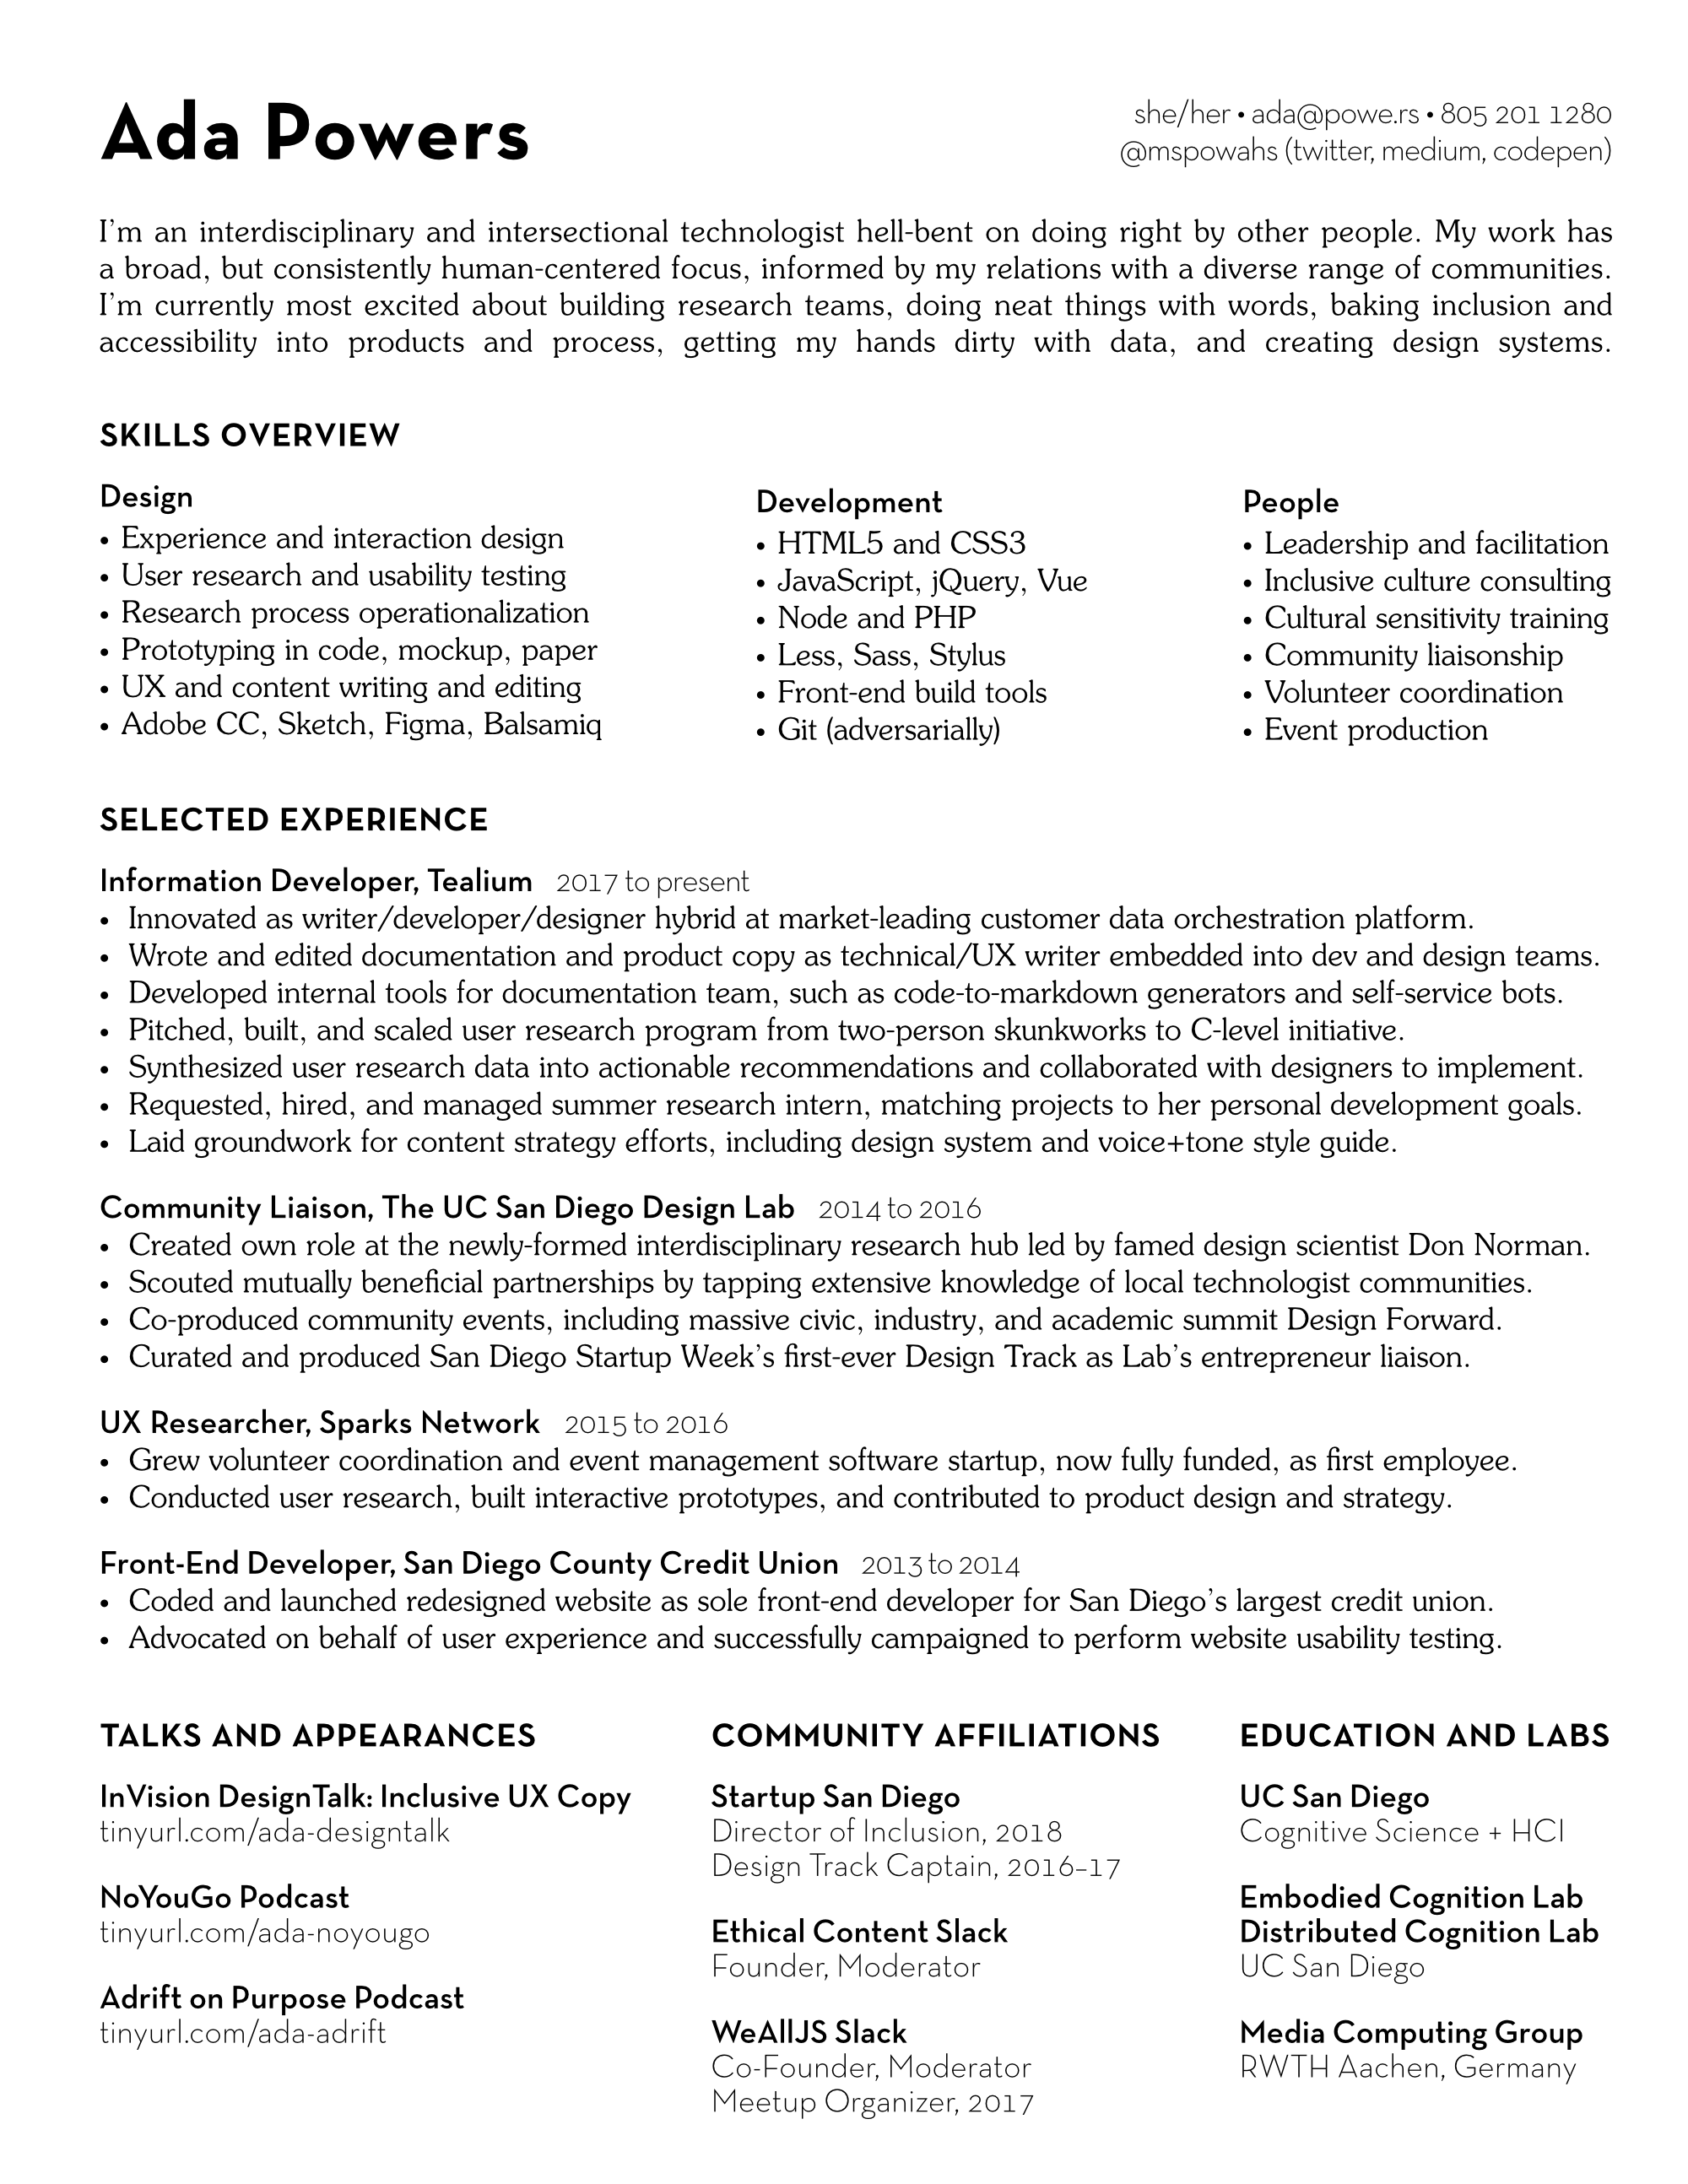 Ada Powers
she/her • ada@powe.rs • 805 201 1280
@mspowahs (twitter, medium, codepen)
I’m an interdisciplinary and intersectional technologist hell-bent on doing right by other people. My work has
a broad, but consistently human-centered focus, informed by my relations with a diverse range of communities.
I’m currently most excited about building research teams, doing neat things with words, baking inclusion and
accessibility into products and process, getting my hands dirty with data, and creating design systems.
SKILLS OVERVIEW
Design
• Experience and interaction design
• User research and usability testing
• Research process operationalization
• Prototyping in code, mockup, paper
• UX and content writing and editing
• Adobe CC, Sketch, Figma, Balsamiq
Development
• HTML5 and CSS3
• JavaScript, jQuery, Vue
• Node and PHP
• Less, Sass, Stylus
• Front-end build tools
• Git (adversarially)
People
• Leadership and facilitation
• Inclusive culture consulting
• Cultural sensitivity training
• Community liaisonship
• Volunteer coordination
• Event production
SELECTED EXPERIENCE
Information Developer, Tealium 2017 to present
• Innovated as writer/developer/designer hybrid at market-leading customer data orchestration platform.
• Wrote and edited documentation and product copy as technical/UX writer embedded into dev and design teams.
• Developed internal tools for documentation team, such as code-to-markdown generators and self-service bots.
• Pitched, built, and scaled user research program from two-person skunkworks to C-level initiative.
• Synthesized user research data into actionable recommendations and collaborated with designers to implement.
• Requested, hired, and managed summer research intern, matching projects to her personal development goals.
• Laid groundwork for content strategy efforts, including design system and voice+tone style guide.
Community Liaison, The UC San Diego Design Lab 2014 to 2016
• Created own role at the newly-formed interdisciplinary research hub led by famed design scientist Don Norman.
• Scouted mutually beneficial partnerships by tapping extensive knowledge of local technologist communities.
• Co-produced community events, including massive civic, industry, and academic summit Design Forward.
• Curated and produced San Diego Startup Week’s first-ever Design Track as Lab’s entrepreneur liaison.
UX Researcher, Sparks Network 2015 to 2016
• Grew volunteer coordination and event management software startup, now fully funded, as first employee.
• Conducted user research, built interactive prototypes, and contributed to product design and strategy.
Front-End Developer, San Diego County Credit Union 2013 to 2014
• Coded and launched redesigned website as sole front-end developer for San Diego’s largest credit union.
• Advocated on behalf of user experience and successfully campaigned to perform website usability testing.
TALKS AND APPEARANCES
InVision DesignTalk: Inclusive UX Copy
tinyurl.com/ada-designtalk
NoYouGo Podcast
tinyurl.com/ada-noyougo
Adrift on Purpose Podcast
tinyurl.com/ada-adrift
COMMUNITY AFFILIATIONS
Startup San Diego
Director of Inclusion, 2018
Design Track Captain, 2016–17
Ethical Content Slack
Founder, Moderator
WeAllJS Slack
Co-Founder, Moderator
Meetup Organizer, 2017
EDUCATION AND LABS
UC San Diego
Cognitive Science + HCI
Embodied Cognition Lab
Distributed Cognition Lab
UC San Diego
Media Computing Group
RWTH Aachen, Germany